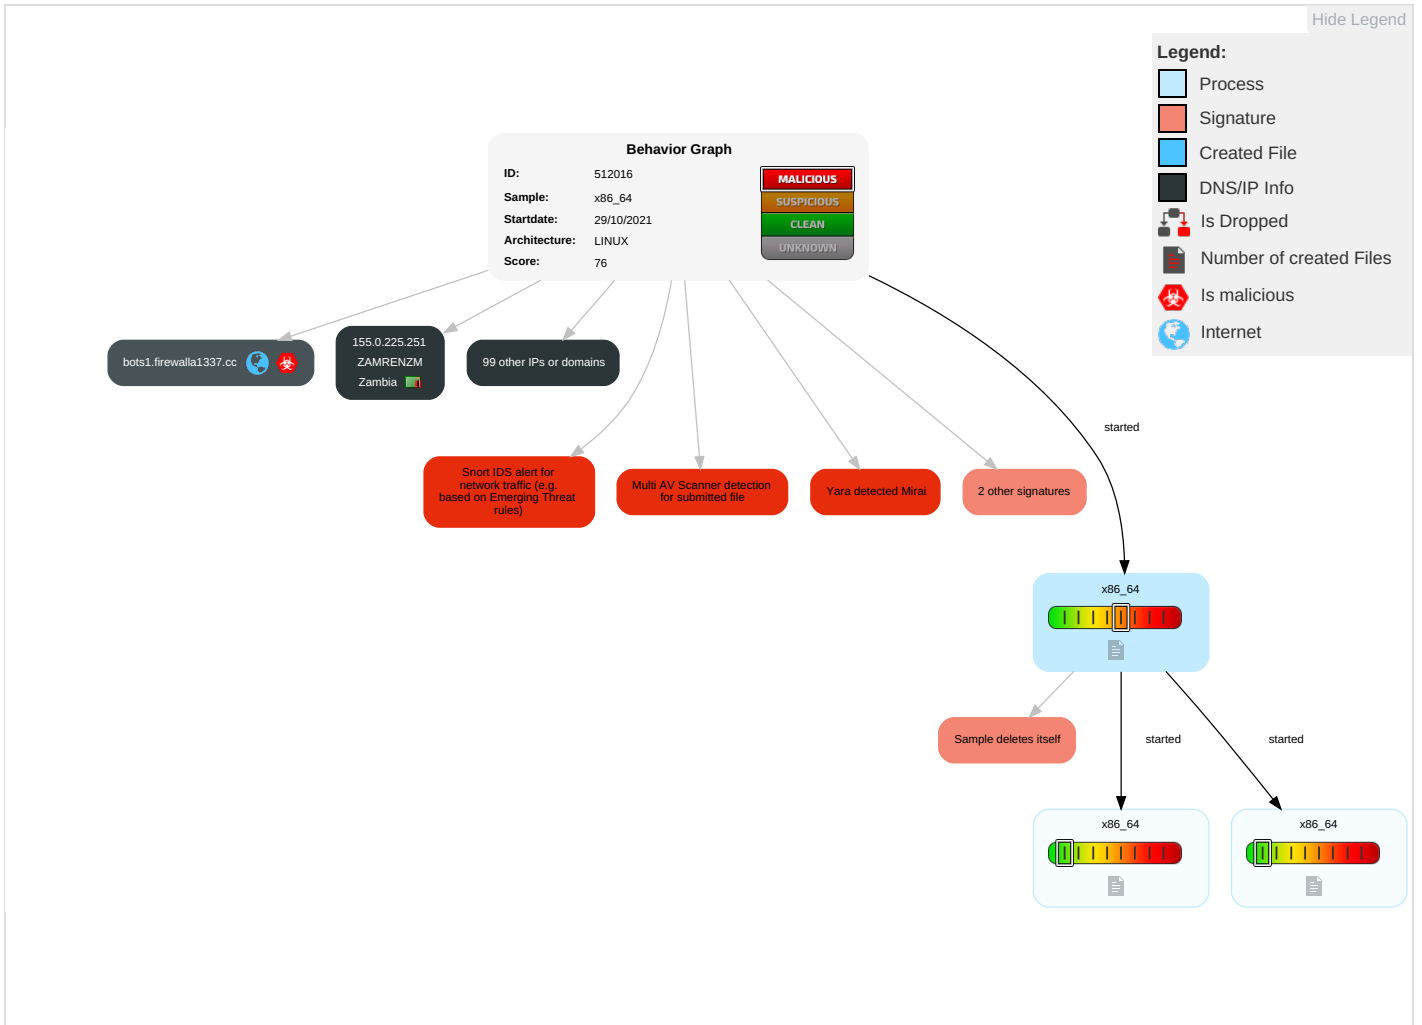 Hide Legend
Legend:
Process
Signature
Created File
DNS/IP Info
Is Dropped
Number of created Files
Is malicious
Internet
Behavior Graph
ID: 512016
Sample: x86_64
Startdate: 29/10/2021
Architecture: LINUX
Score: 76
MALICIOUS
SUSPICIOUS
CLEAN
UNKNOWN
bots1.firewalla1337.cc
155.0.225.251
ZAMRENZM
Zambia
99 other IPs or domains
started
Snort IDS alert for
network traffic (e.g.
based on Emerging Threat
rules)
Multi AV Scanner detection
for submitted file
Yara detected Mirai
2 other signatures
x86_64
Sample deletes itself
started
started
x86_64
x86_64